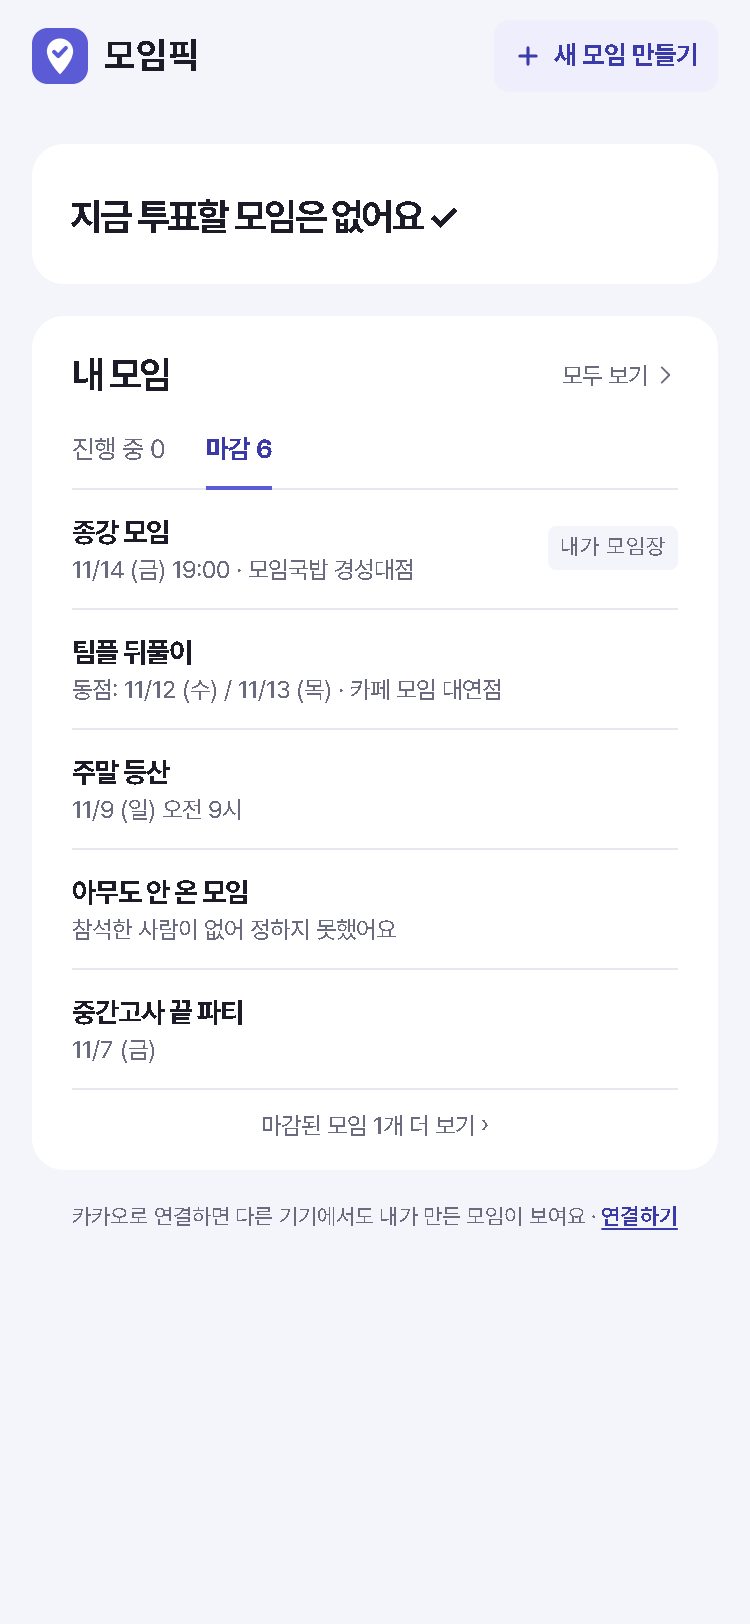 모임픽
+ 새 모임 만들기
지금 투표할 모임은 없어요 ✓
내 모임
모두 보기 >
진행 중 0
마감 6
종강 모임
11/14 (금) 19:00 · 모임국밥 경성대점
내가 모임장
팀플 뒤풀이
동점: 11/12 (수) / 11/13 (목) · 카페 모임 대연점
주말 등산
11/9 (일) 오전 9시
아무도 안 온 모임
참석한 사람이 없어 정하지 못했어요
중간고사 끝 파티
11/7 (금)
마감된 모임 1개 더 보기 ›
카카오로 연결하면 다른 기기에서도 내가 만든 모임이 보여요 · 연결하기